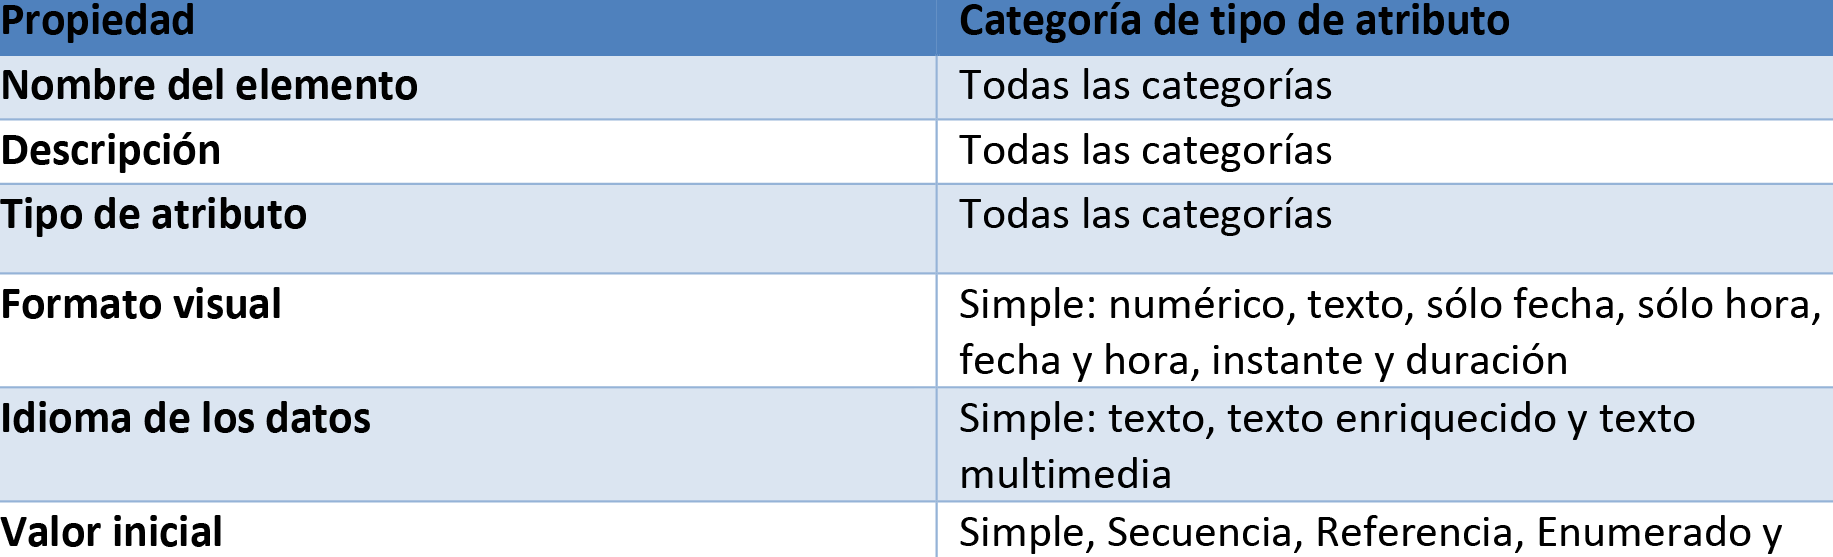 Propiedad Categoría de tipo de atributo
Nombre del elemento Todas las categorías
Descripción Todas las categorías
Tipo de atributo Todas las categorías
Formato visual Simple: numérico, texto, sólo fecha, sólo hora,
fecha y hora, instante y duración
Idioma de los datos Simple: texto, texto enriquecido y texto
multimedia
Valor inicial Simple, Secuencia, Referencia, Enumerado y